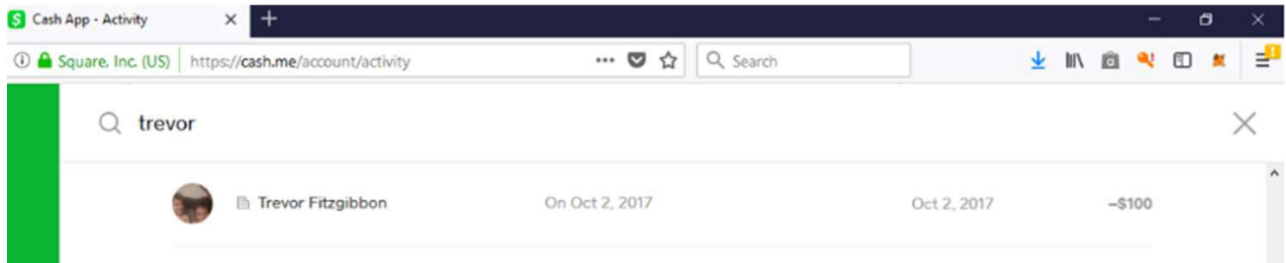 Cash App - Activity
Square, Inc. (US) https://cash.me/account/activity
Search
trevor
Trevor Fitzgibbon On Oct 2, 2017 Oct 2, 2017 –$100